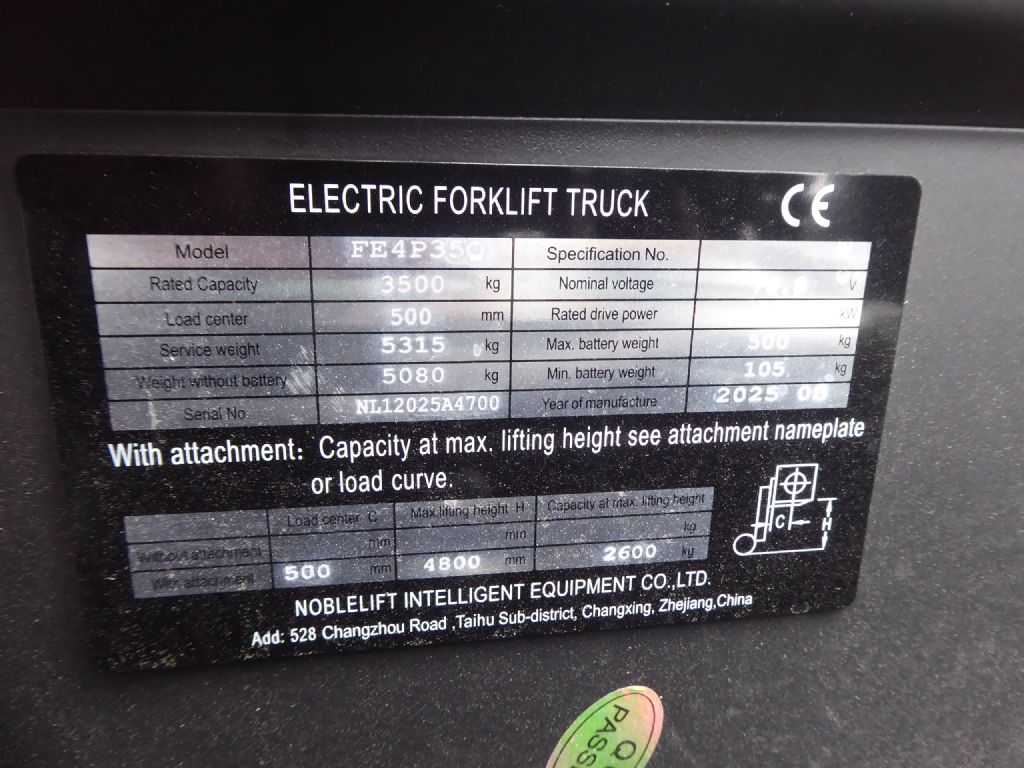 ELECTRIC FORKLIFT TRUCK CE
Model FE4P35Q Specification No.
Rated Capacity 3500 kg Nominal voltage V
Load center 500 mm Rated drive power kW
Service weight 5315 kg Max. battery weight 500 kg
Weight without battery 5080 kg Min. battery weight 105 kg
Serial No. NL12025A4700 Year of manufacture 2025
With attachment: Capacity at max. lifting height see attachment nameplate
or load curve.
Load center C Max.lifting height H Capacity at max. lifting height
Without attachment mm mm kg
With attachment 500 mm 4800 mm 2600 kg
C H
NOBLELIFT INTELLIGENT EQUIPMENT CO.,LTD.
Add: 528 Changzhou Road ,Taihu Sub-district, Changxing, Zhejiang,China
Q
PASS